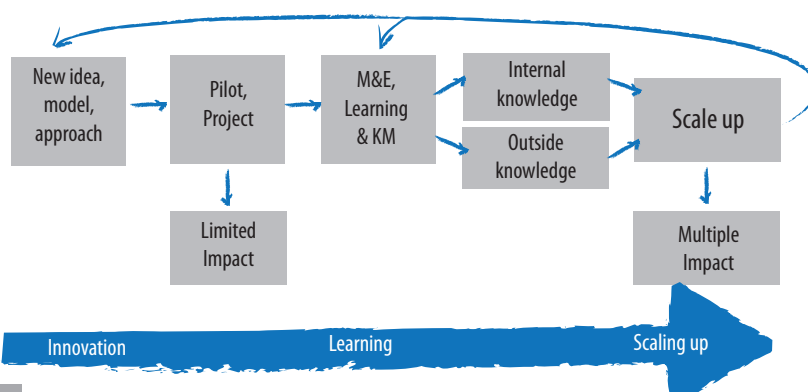 New idea,
model,
approach
Pilot,
Project
M&E,
Learning
& KM
Internal
knowledge
Outside
knowledge
Scale up
Limited
Impact
Multiple
Impact
Innovation
Learning
Scaling up